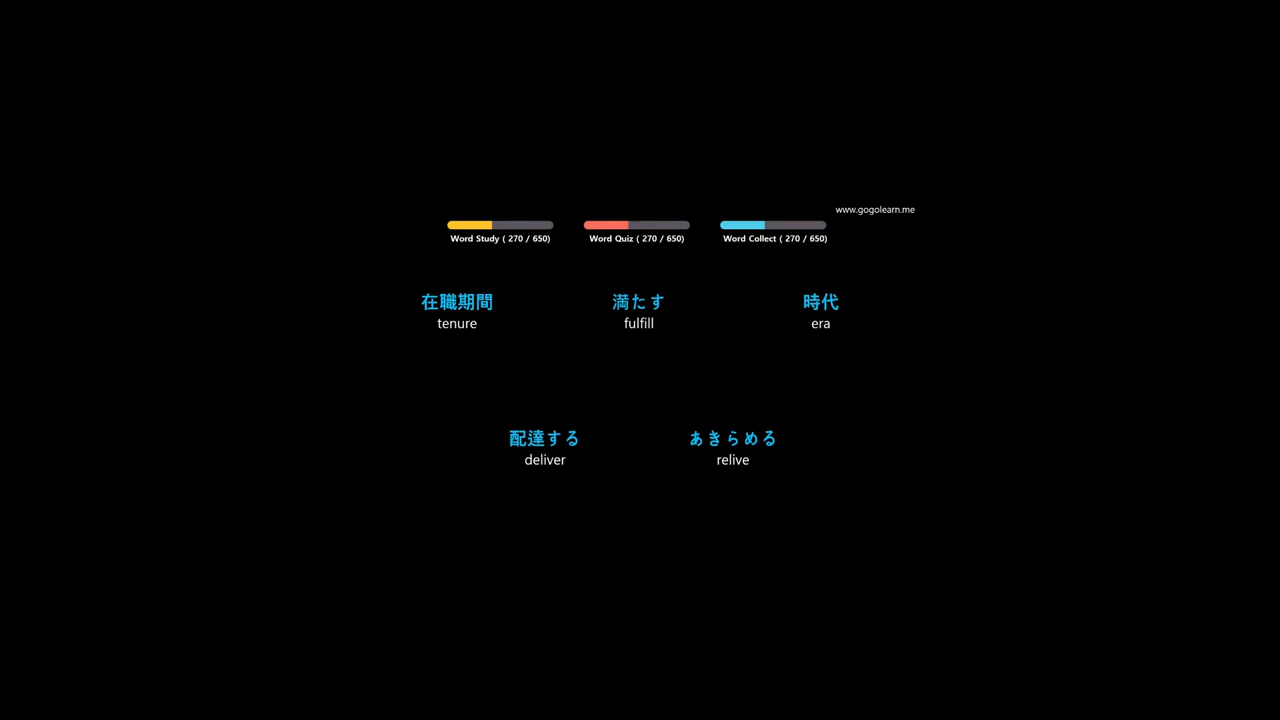 www.gogolearn.me
Word Study ( 270 / 650)
Word Quiz ( 270 / 650)
Word Collect ( 270 / 650)
在職期間
tenure
満たす
fulfill
時代
era
配達する
deliver
あきらめる
relive